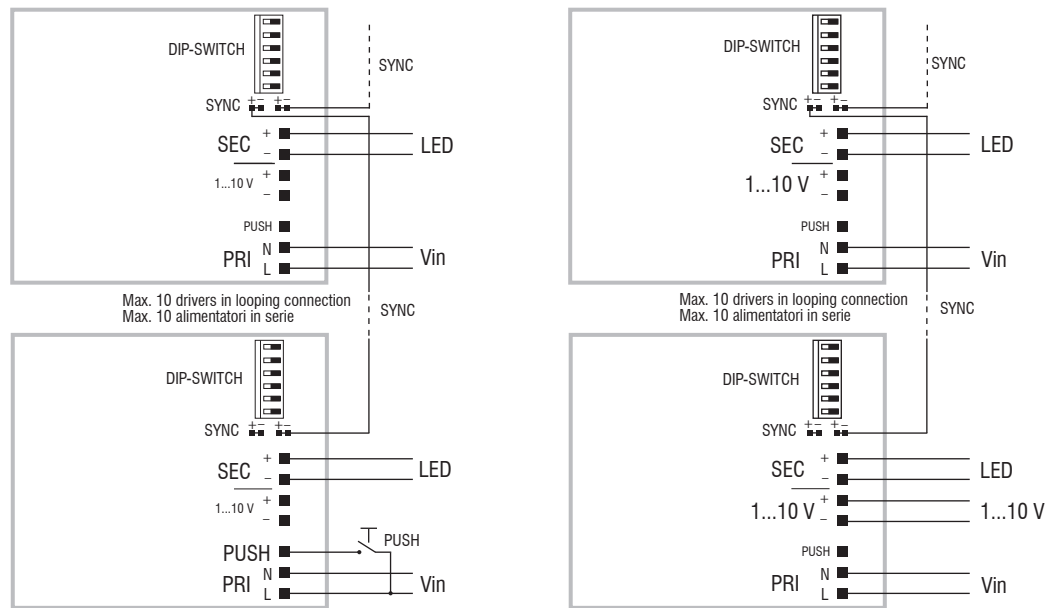 DIP-SWITCH
SYNC
SYNC + – + –
SEC + –
LED
1...10 V + –
PUSH
PRI N L
Vin
Max. 10 drivers in looping connection
Max. 10 alimentatori in serie
SYNC
DIP-SWITCH
SYNC + – + –
SEC + –
LED
1...10 V + –
PUSH
PUSH
PRI N L
Vin
DIP-SWITCH
SYNC
SYNC + – + –
SEC + –
LED
1...10 V + –
PUSH
PRI N L
Vin
Max. 10 drivers in looping connection
Max. 10 alimentatori in serie
SYNC
DIP-SWITCH
SYNC + – + –
SEC + –
LED
1...10 V + –
1...10 V
PUSH
PRI N L
Vin